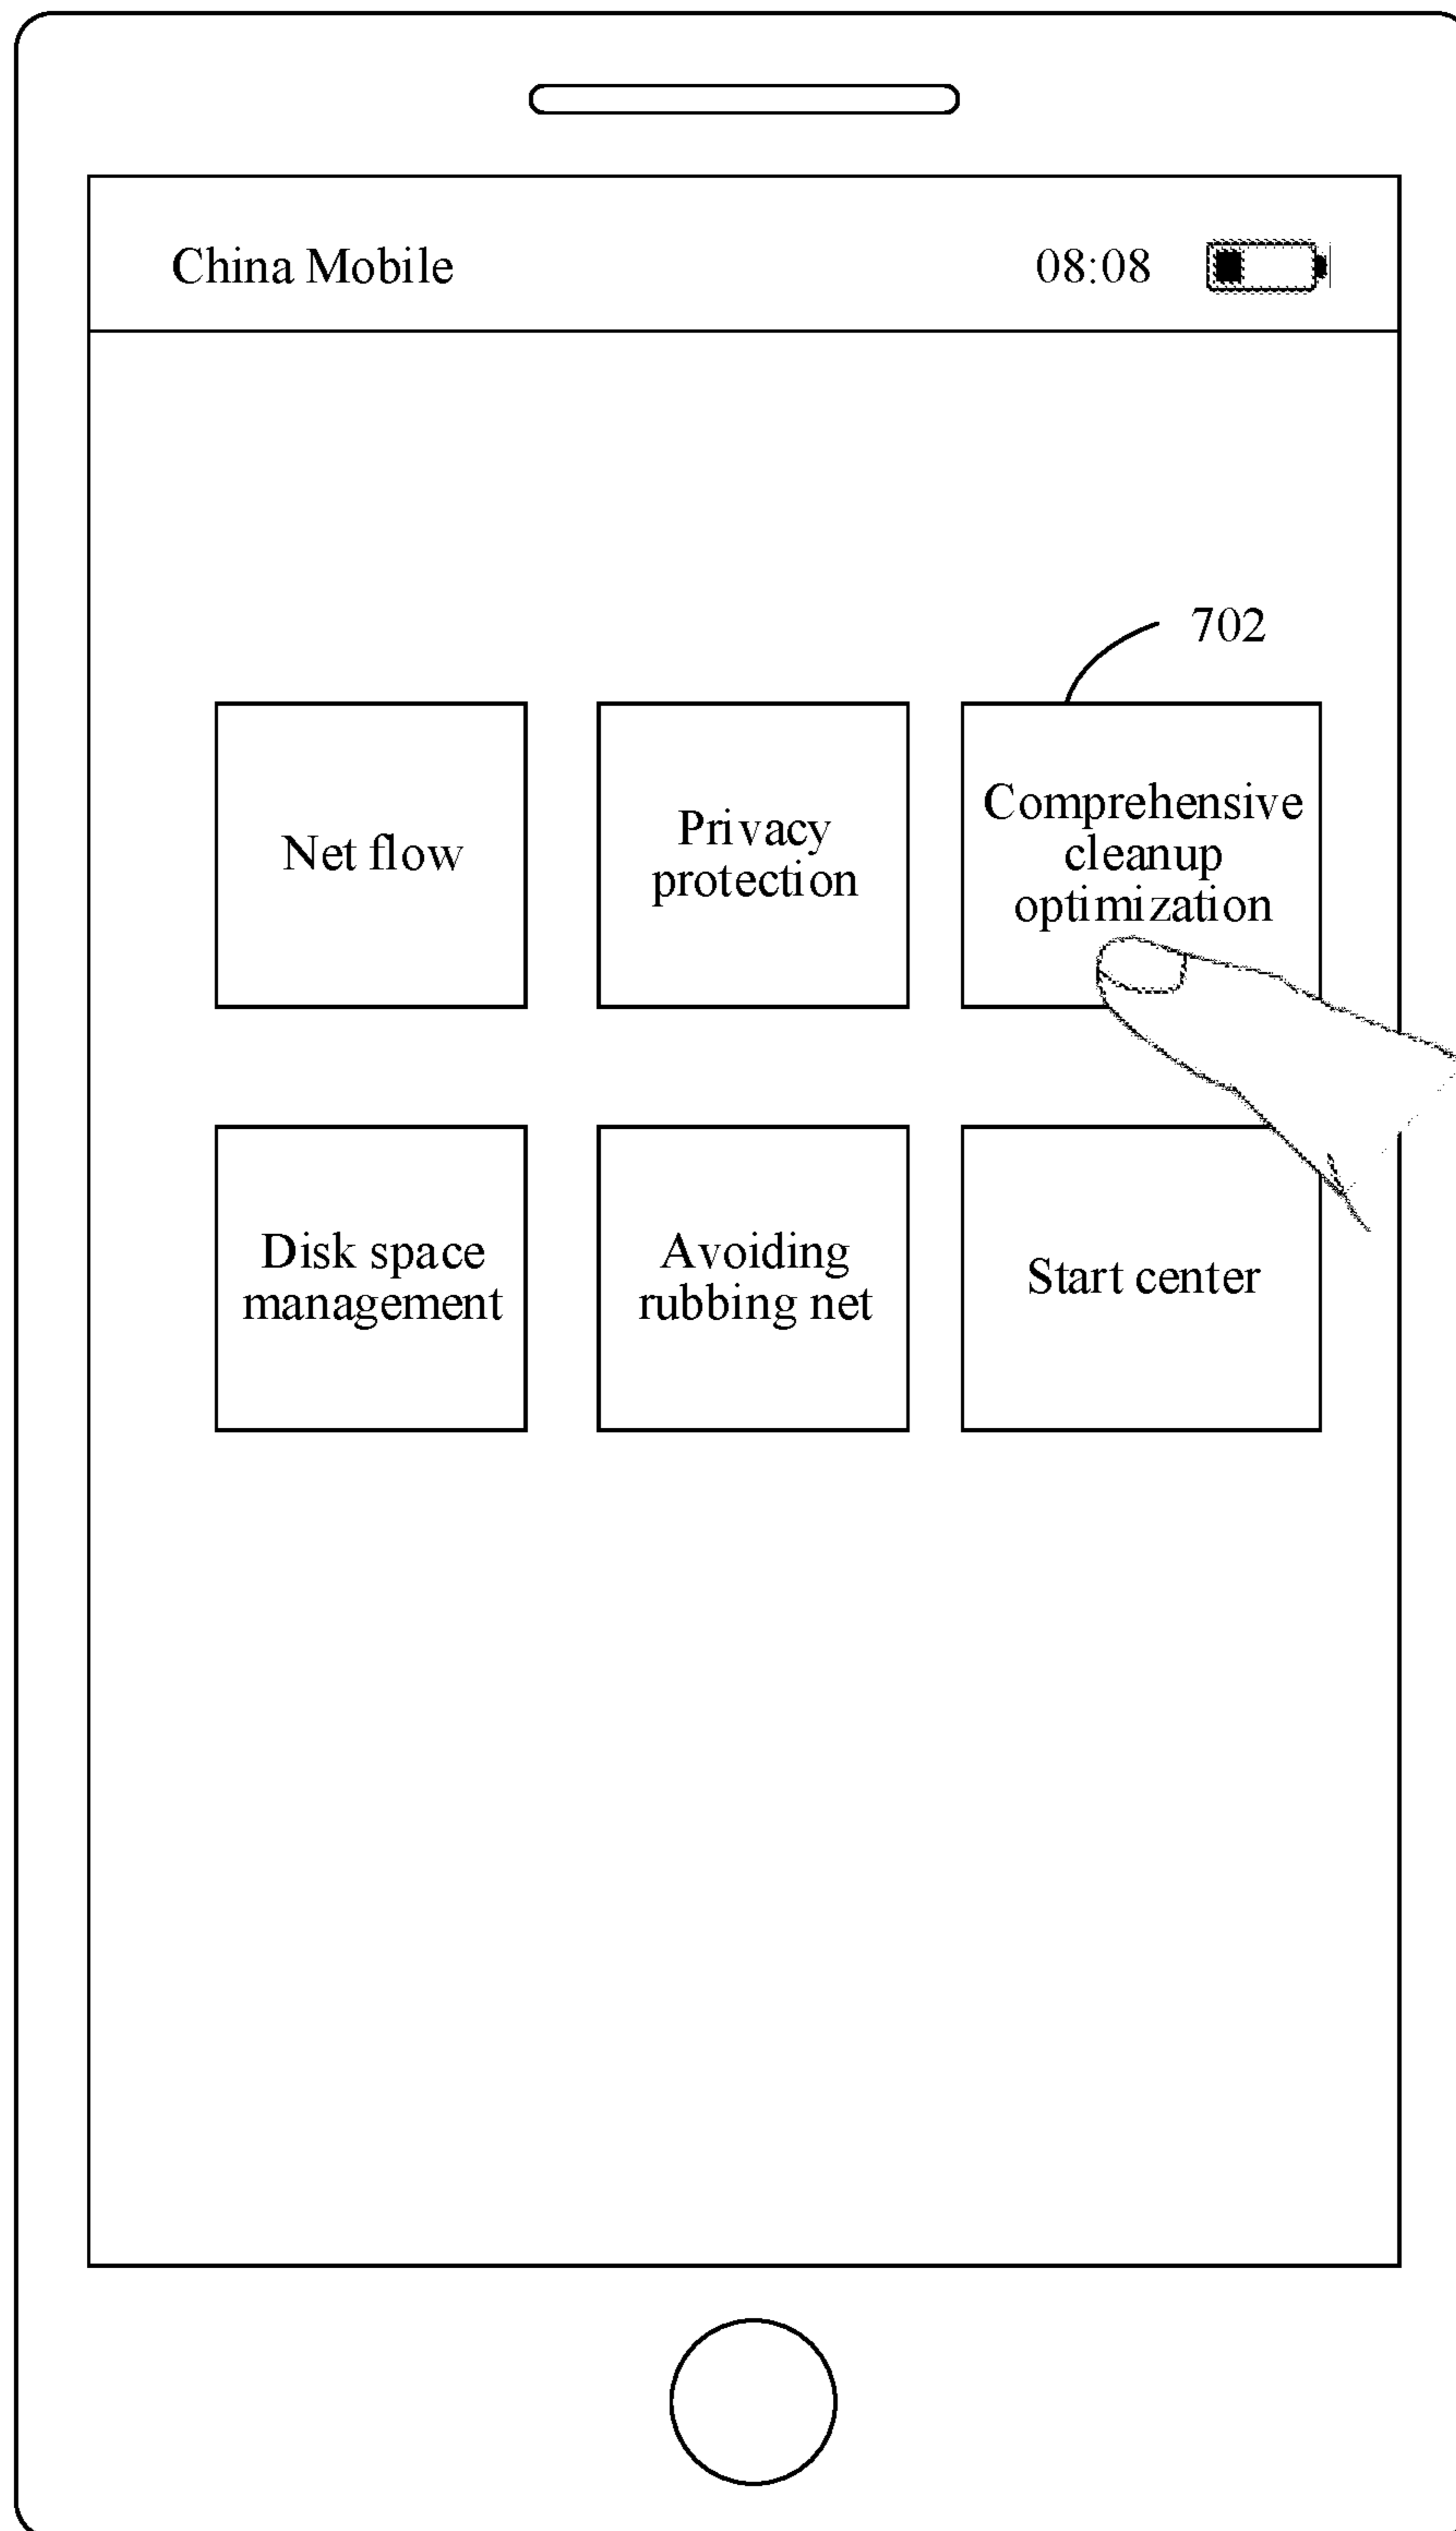 China Mobile 08:08
702
Net flow
Privacy
protection
Comprehensive
cleanup
optimization
Disk space
management
Avoiding
rubbing net
Start center